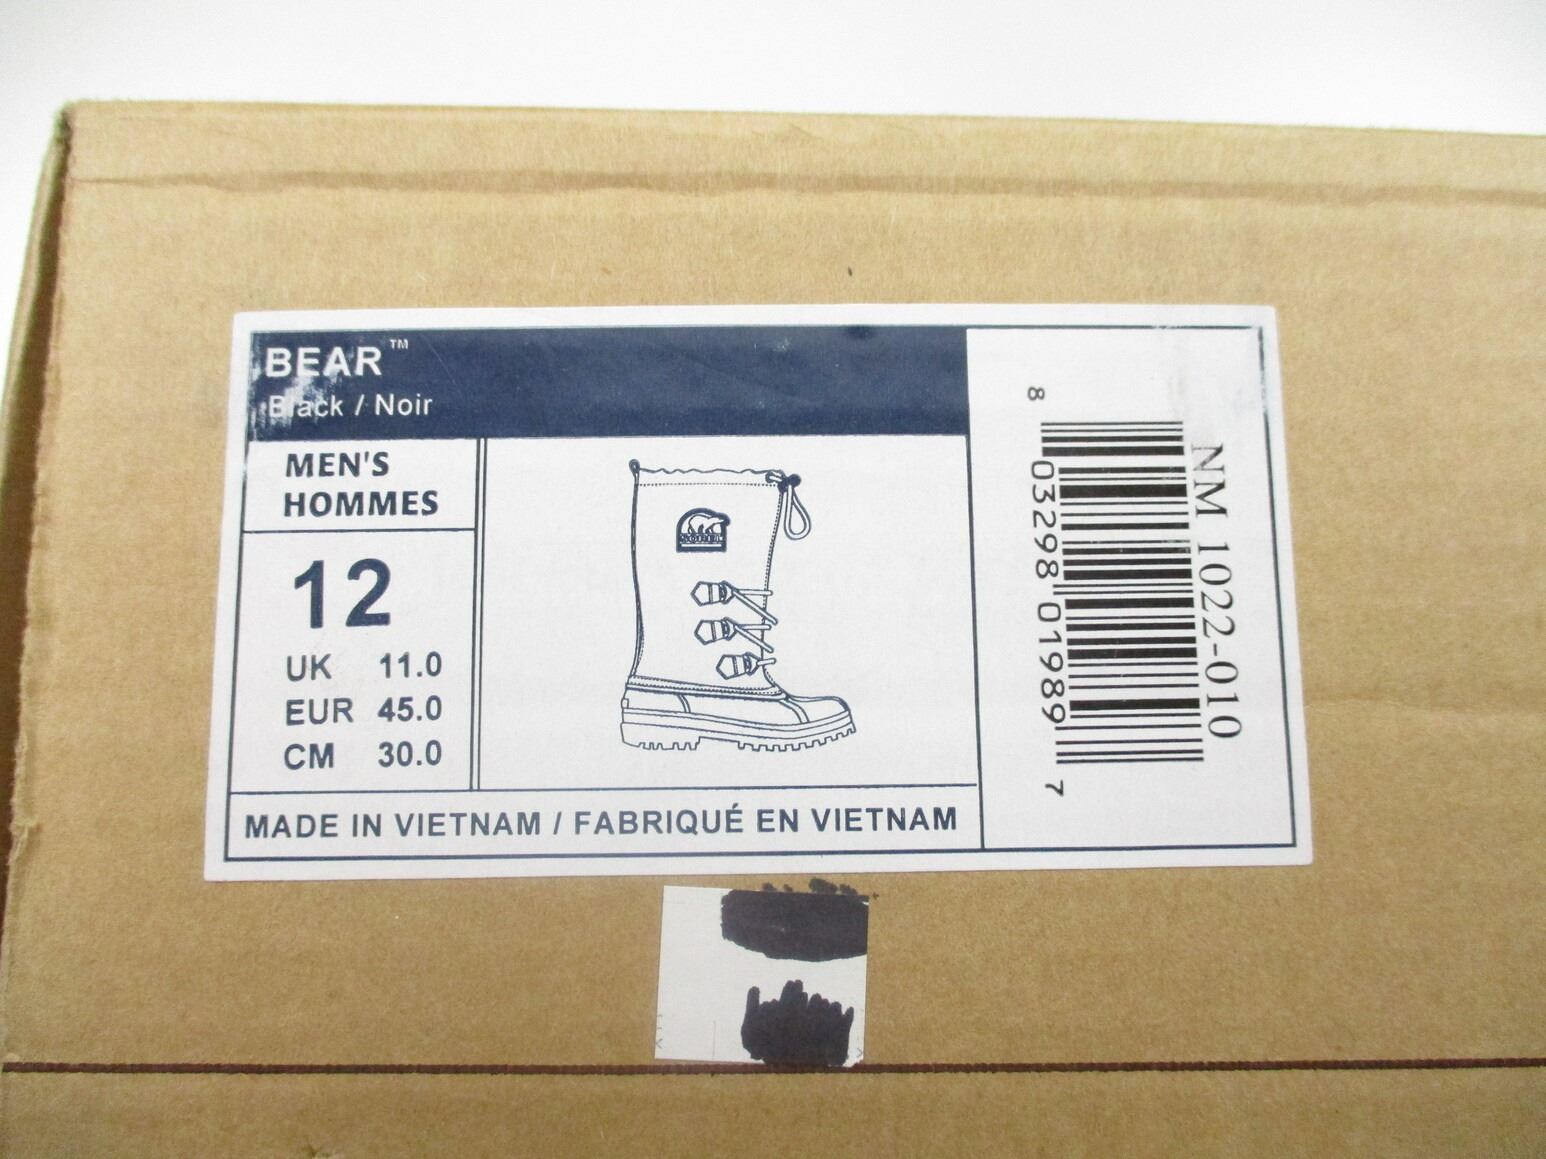 BEAR™
Black / Noir
MEN'S
HOMMES
12
UK 11.0
EUR 45.0
CM 30.0
MADE IN VIETNAM / FABRIQUÉ EN VIETNAM
NM 1022-010
8 03298 01989 7
SOREL